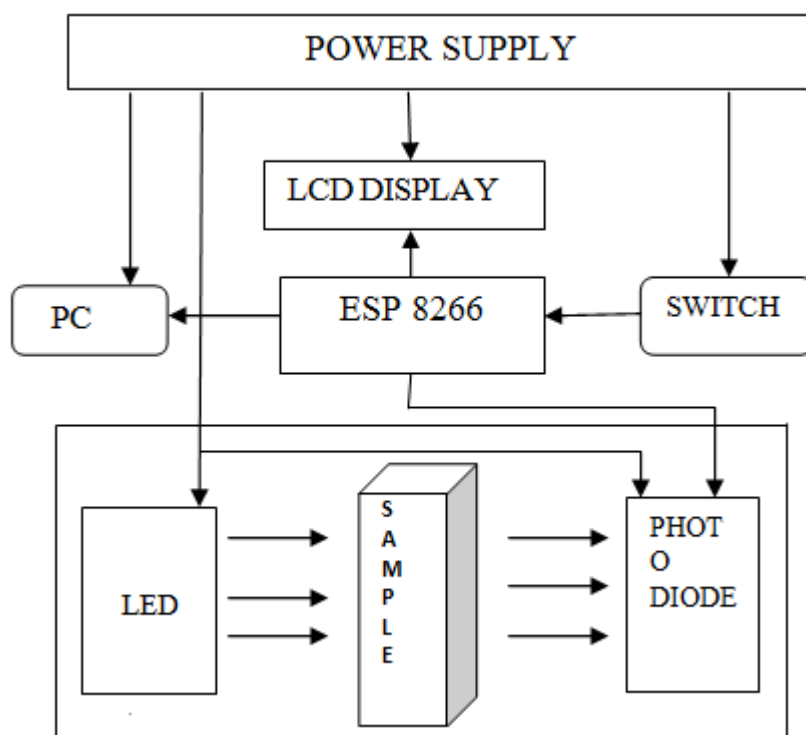 POWER SUPPLY
LCD DISPLAY
PC
ESP 8266
SWITCH
LED
S
A
M
P
L
E
PHOT
O
DIODE